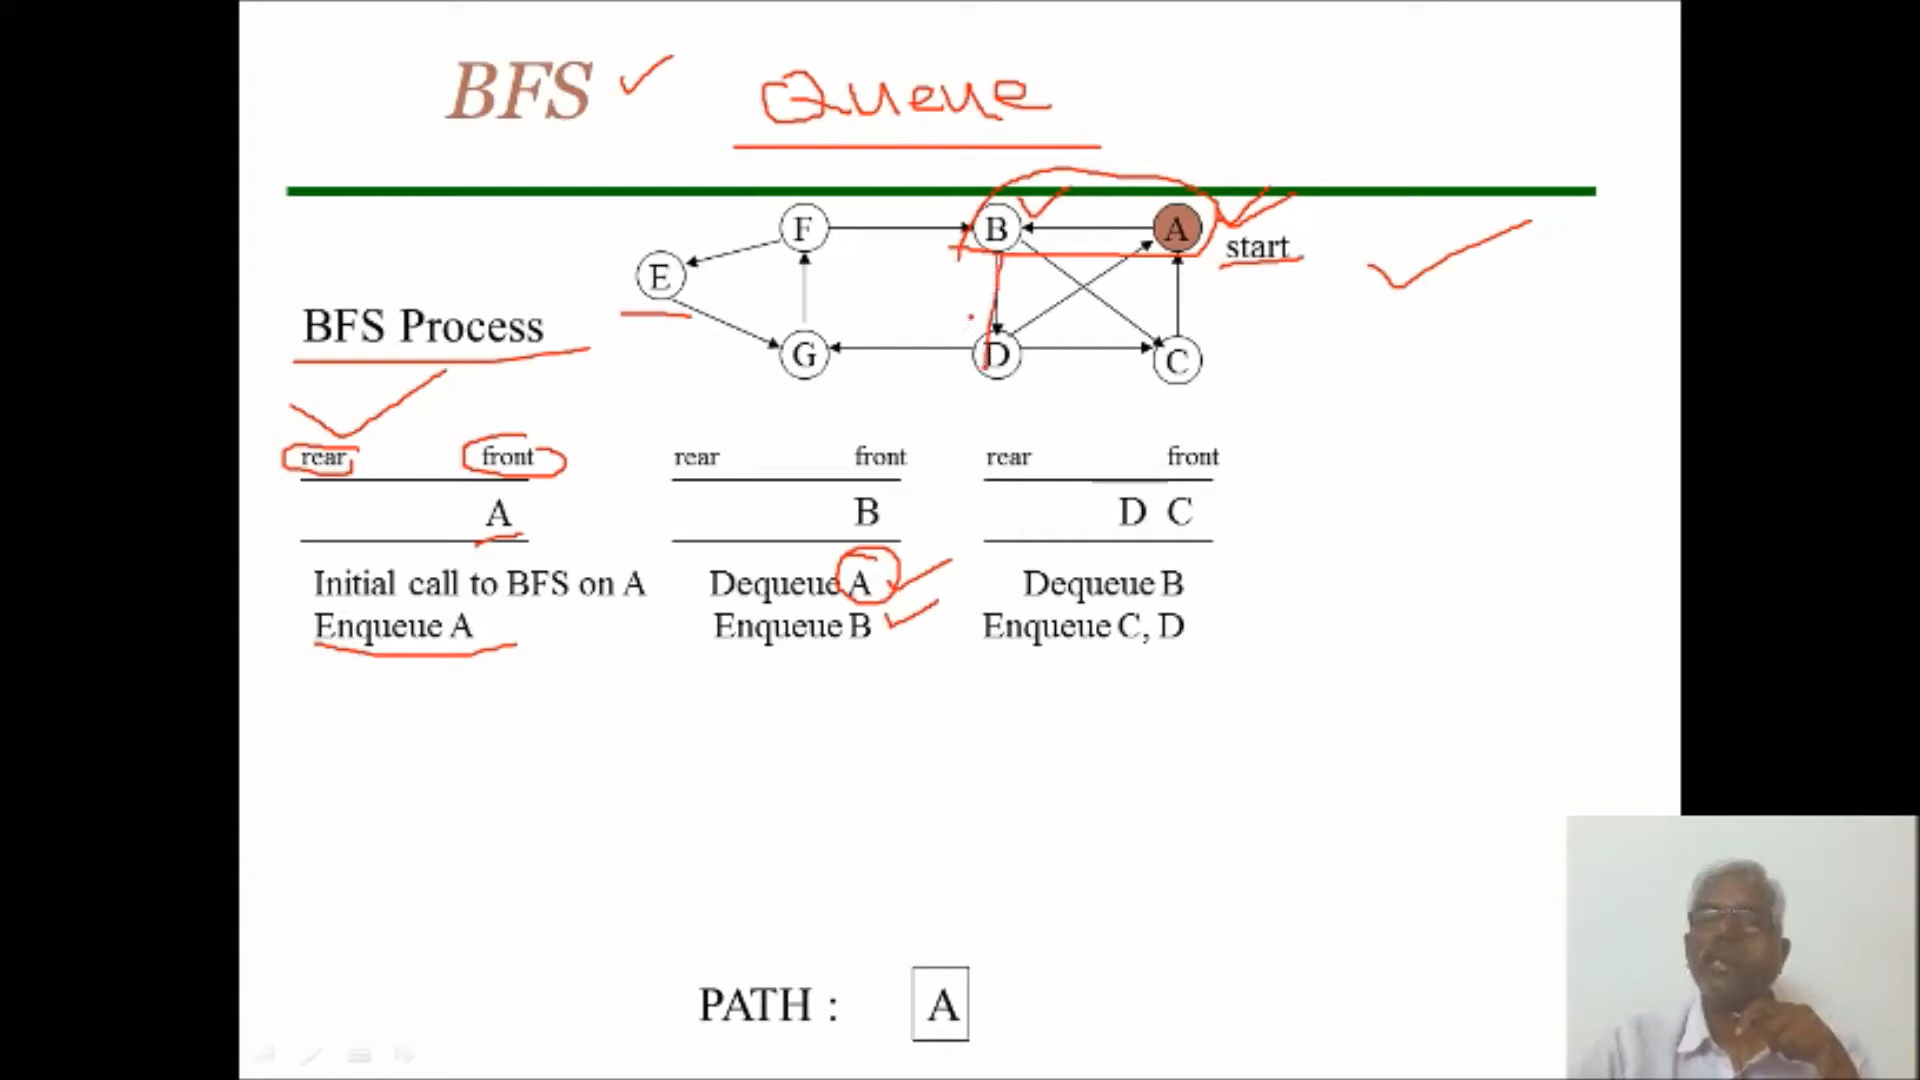 BFS Queue
F B A
start
E
BFS Process
G D C
rear front rear front rear front
A B D C
Initial call to BFS on A Dequeue A Dequeue B
Enqueue A Enqueue B Enqueue C, D
PATH : A